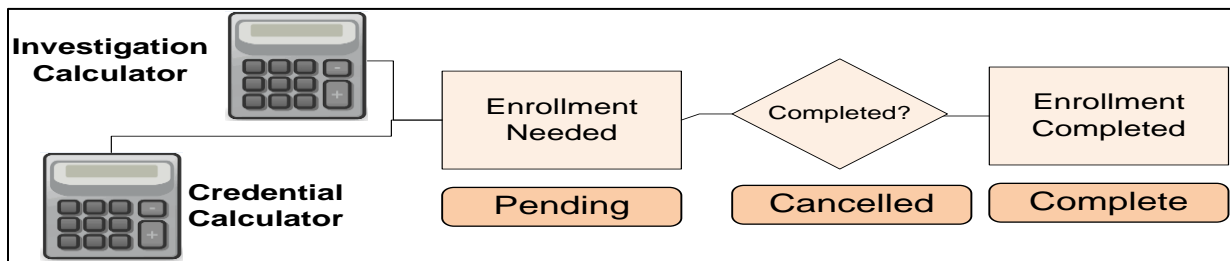 Investigation
Calculator
Enrollment
Needed
Completed?
Enrollment
Completed
Credential
Calculator
Pending
Cancelled
Complete